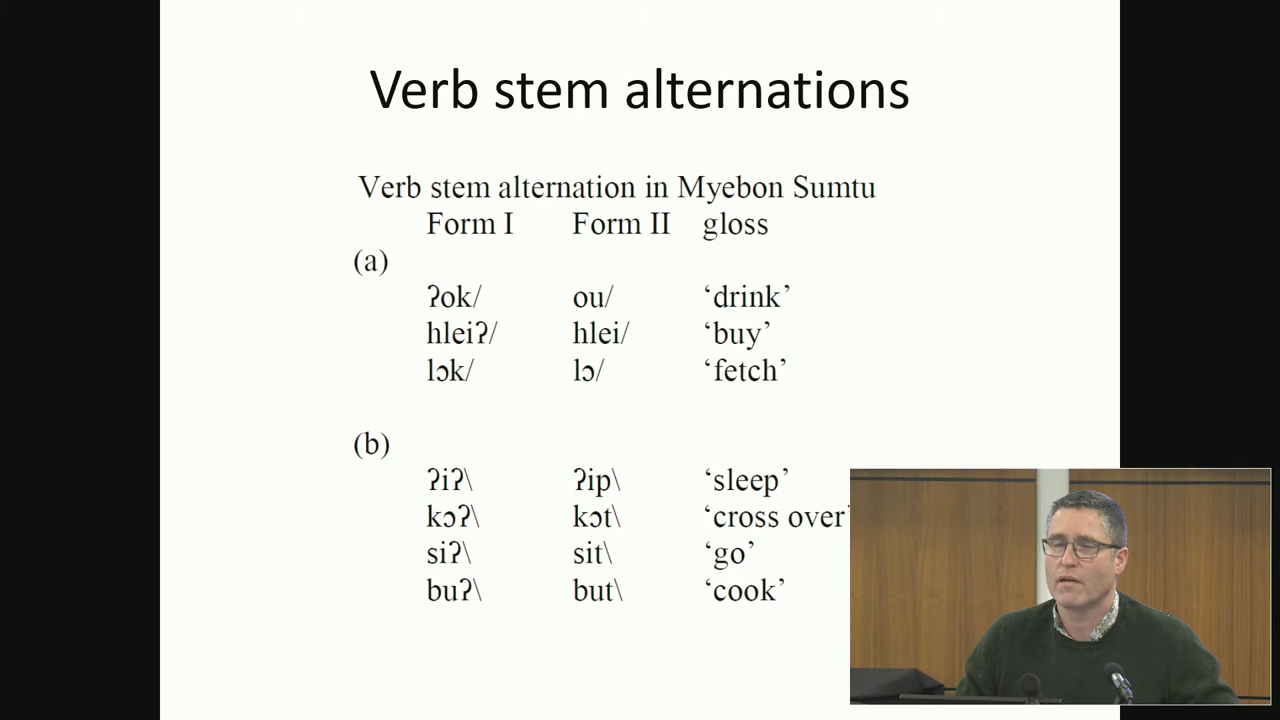 Verb stem alternations
Verb stem alternation in Myebon Sumtu
Form I Form II gloss
(a)
ʔok/ ou/ ‘drink’
hleiʔ/ hlei/ ‘buy’
lɔk/ lɔ/ ‘fetch’
(b)
ʔiʔ\ ʔip\ ‘sleep’
kɔʔ\ kɔt\ ‘cross over’
siʔ\ sit\ ‘go’
buʔ\ but\ ‘cook’